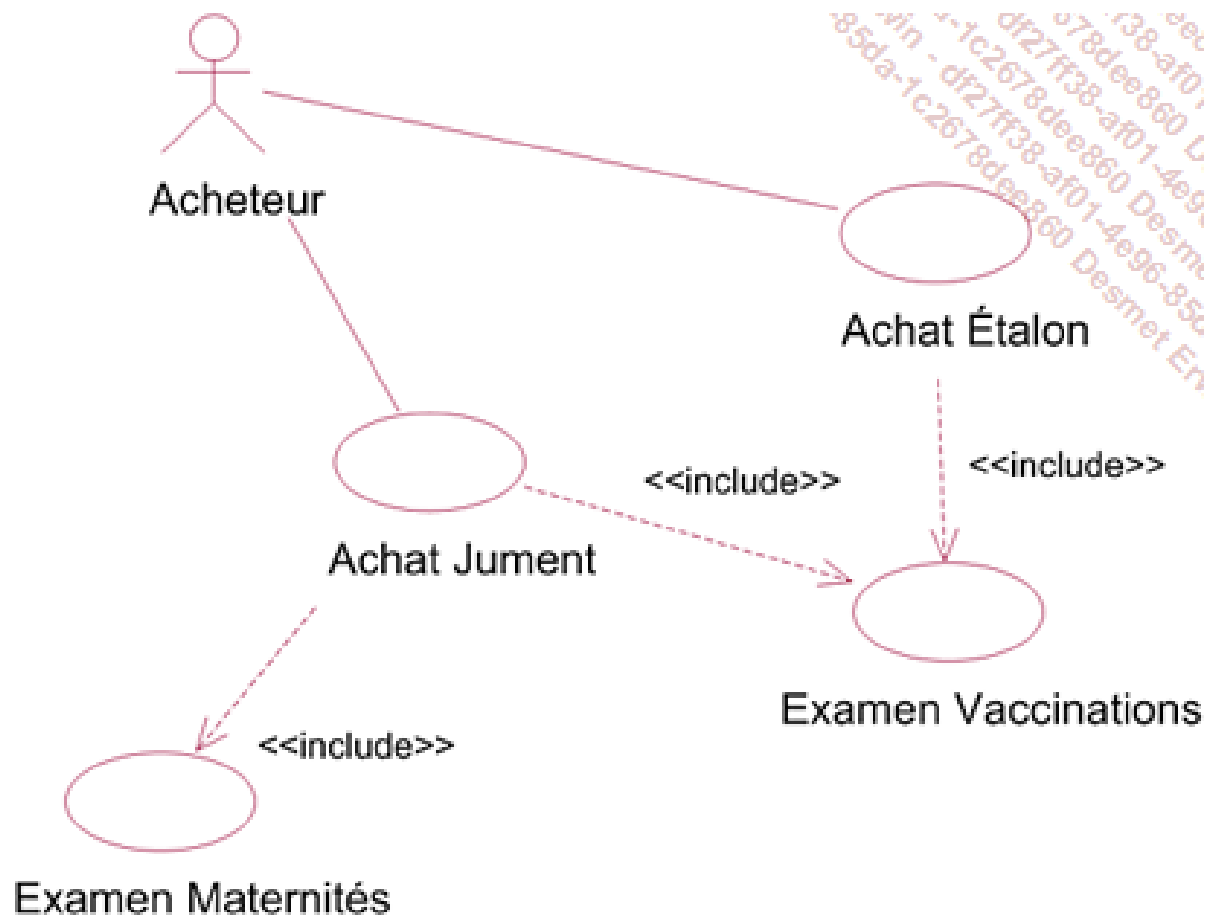 Acheteur
Achat Étalon
<<include>>
<<include>>
Achat Jument
Examen Vaccinations
<<include>>
Examen Maternités